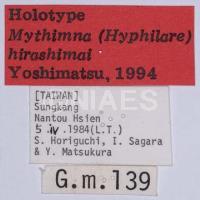 Holotype
Mythimna (Hyphilare)
hirashimai
Yoshimatsu, 1994
[TAIWAN]
Sungkang
Nantou Hsien
5 iv 1984(L.T.)
S. Horiguchi, I. Sagara
& Y. Matsukura
G.m.139